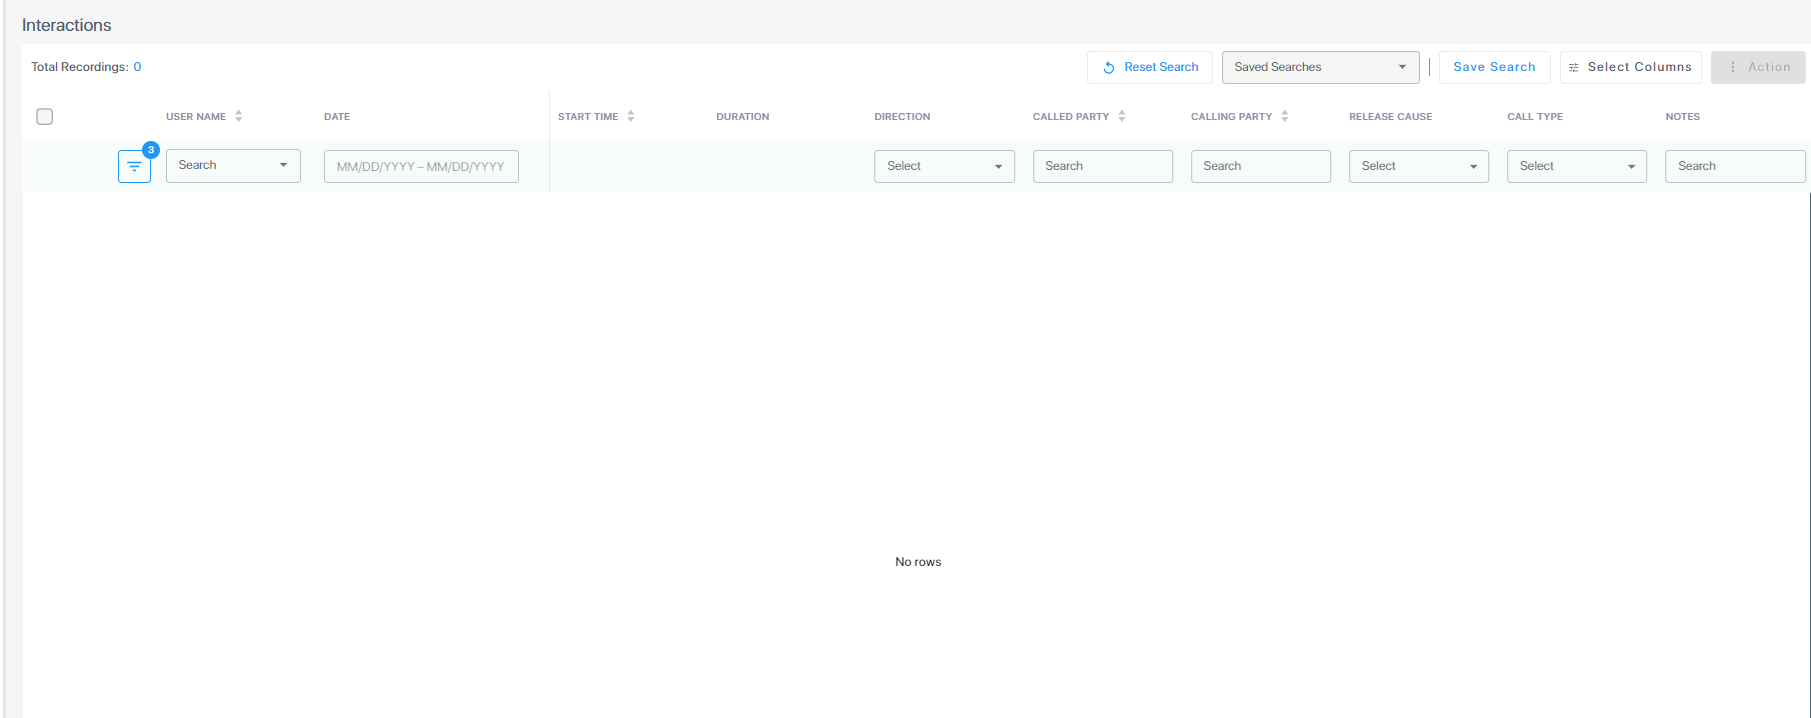 Interactions
Total Recordings: 0 Reset Search Saved Searches Save Search Select Columns Action
USER NAME DATE START TIME DURATION DIRECTION CALLED PARTY CALLING PARTY RELEASE CAUSE CALL TYPE NOTES
3
Search MM/DD/YYYY – MM/DD/YYYY Select Search Search Select Select Search
No rows